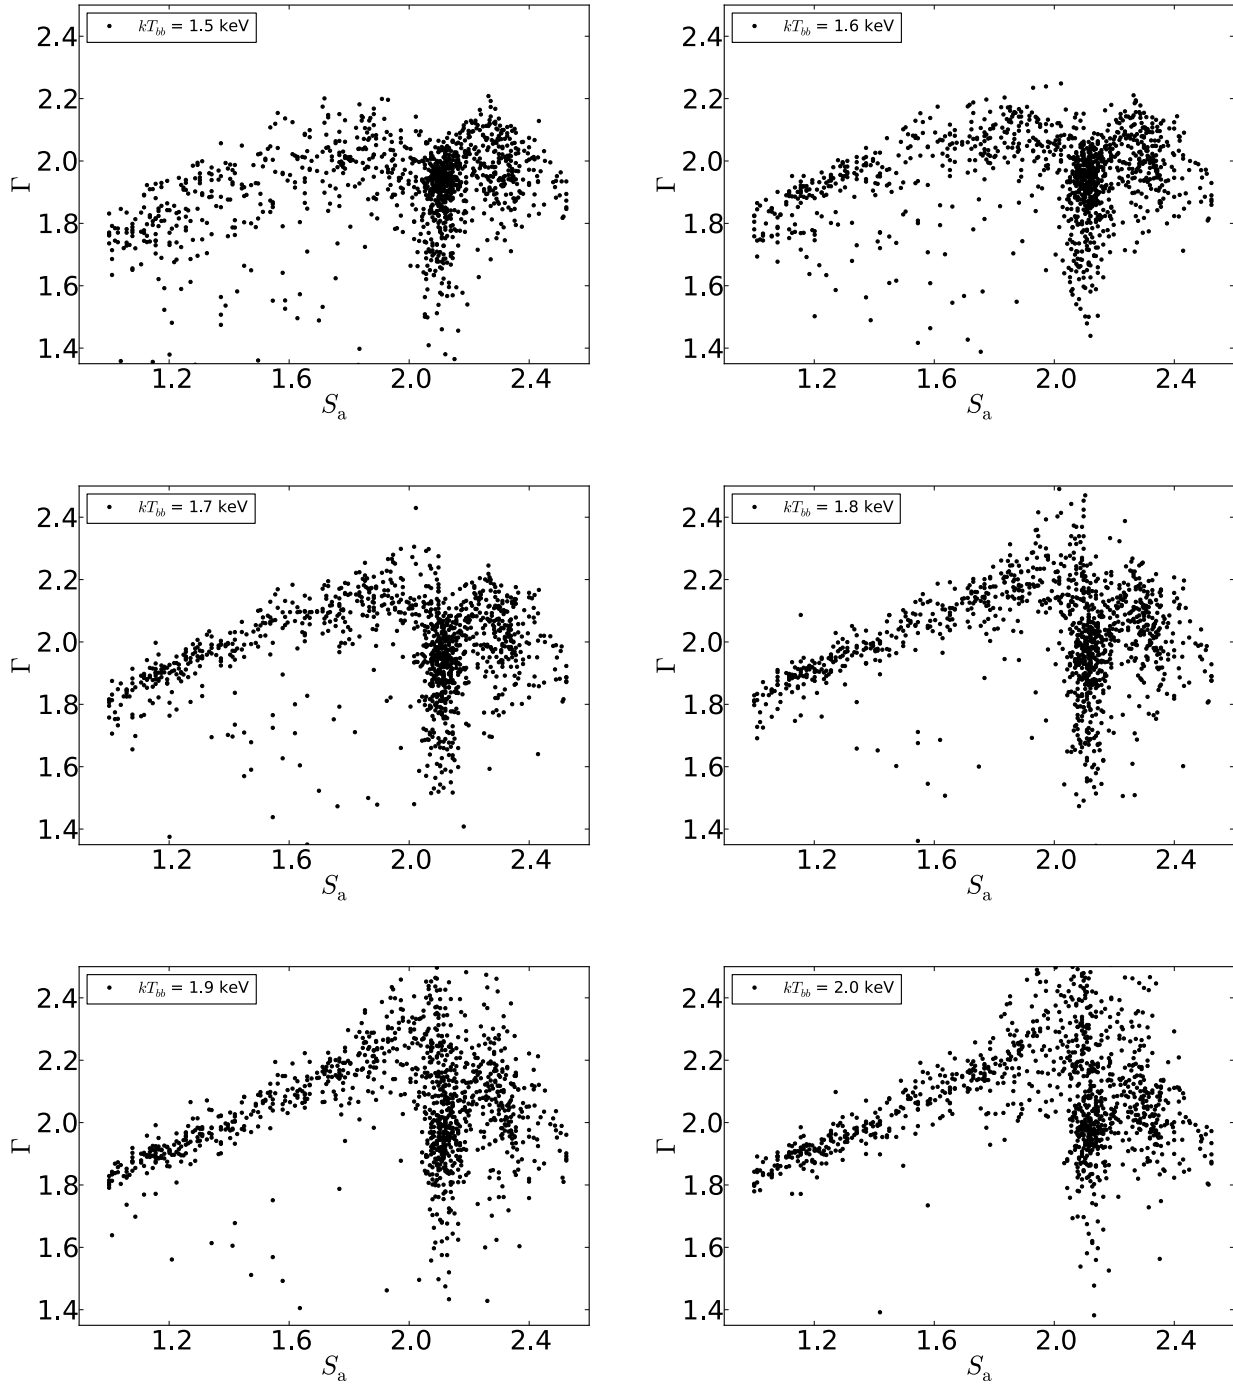 kT_bb = 1.5 keV
2.4
2.2
2.0
1.8
1.6
1.4
Γ
1.2 1.6 2.0 2.4
S_a
kT_bb = 1.6 keV
2.4
2.2
2.0
1.8
1.6
1.4
Γ
1.2 1.6 2.0 2.4
S_a
kT_bb = 1.7 keV
2.4
2.2
2.0
1.8
1.6
1.4
Γ
1.2 1.6 2.0 2.4
S_a
kT_bb = 1.8 keV
2.4
2.2
2.0
1.8
1.6
1.4
Γ
1.2 1.6 2.0 2.4
S_a
kT_bb = 1.9 keV
2.4
2.2
2.0
1.8
1.6
1.4
Γ
1.2 1.6 2.0 2.4
S_a
kT_bb = 2.0 keV
2.4
2.2
2.0
1.8
1.6
1.4
Γ
1.2 1.6 2.0 2.4
S_a